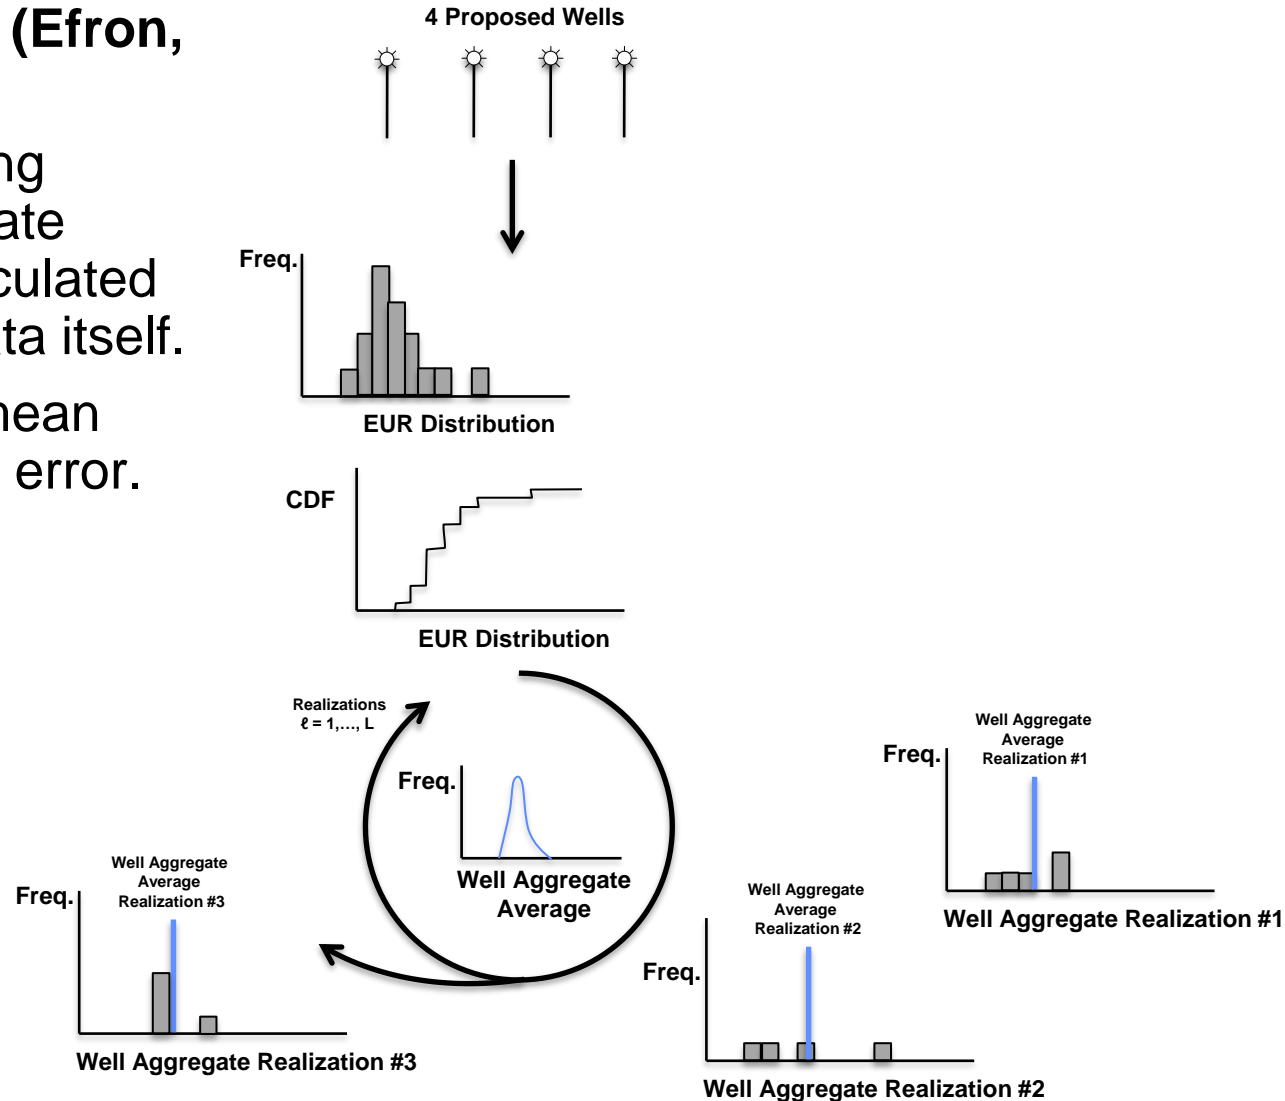 (Efron,
4 Proposed Wells
ng
ate
culated
ta itself.
nean
error.
Freq.
EUR Distribution
CDF
EUR Distribution
Realizations
ℓ = 1,..., L
Freq.
Well Aggregate
Average
Well Aggregate
Average
Realization #1
Freq.
Well Aggregate Realization #1
Well Aggregate
Average
Realization #2
Freq.
Well Aggregate Realization #2
Well Aggregate
Average
Realization #3
Freq.
Well Aggregate Realization #3